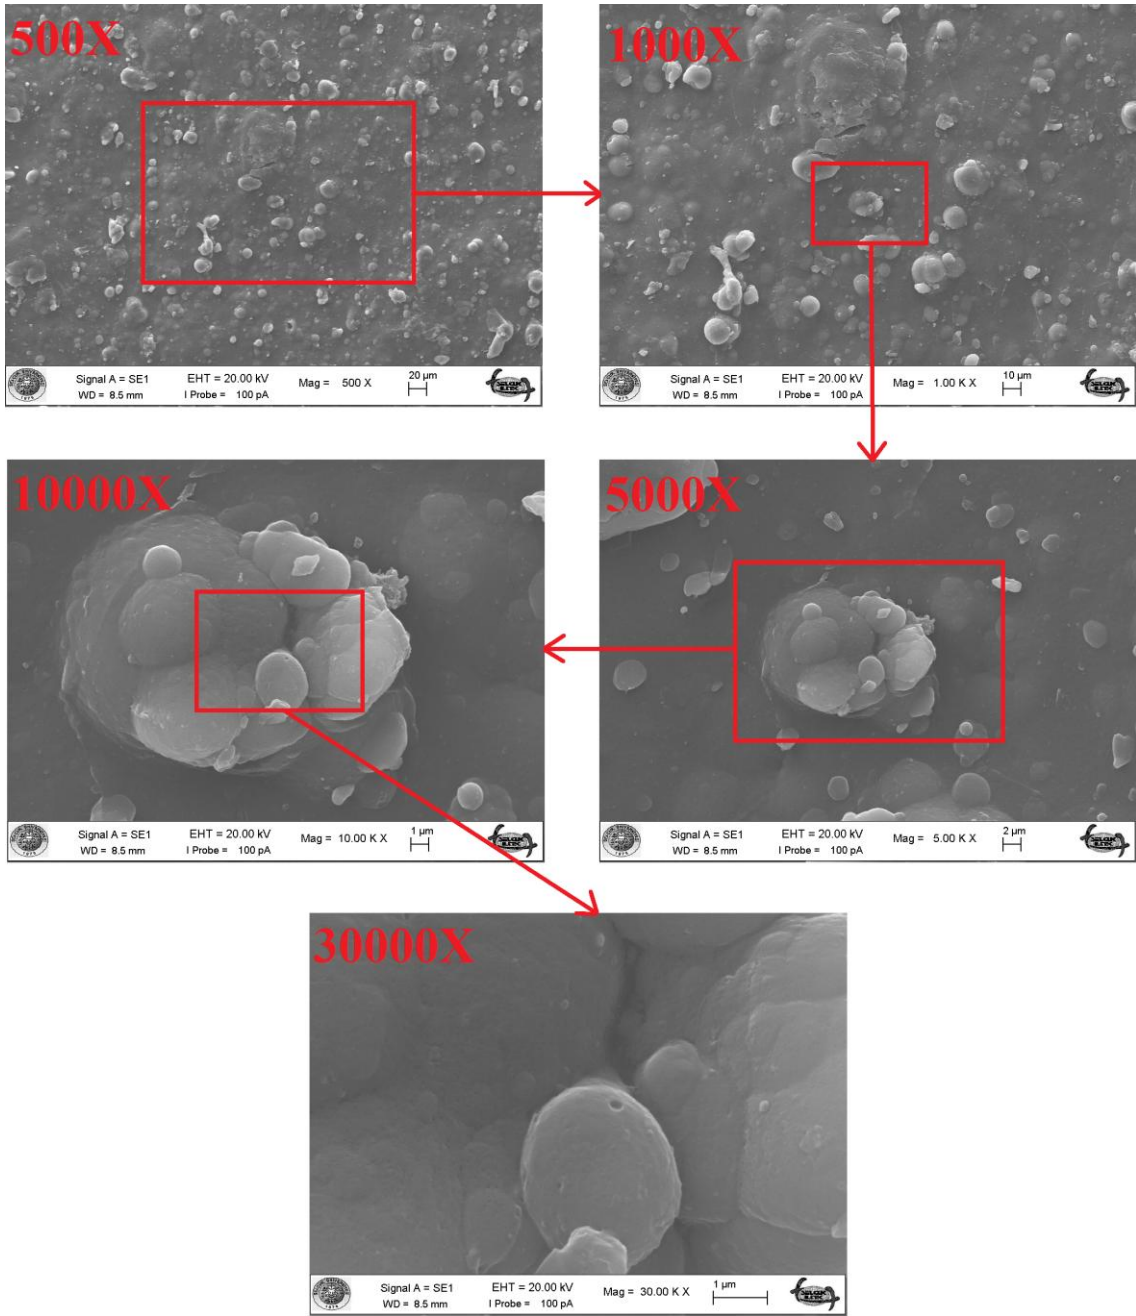 500X
Signal A = SE1 EHT = 20.00 kV Mag = 500 X 20 µm
WD = 8.5 mm I Probe = 100 pA
1000X
Signal A = SE1 EHT = 20.00 kV Mag = 1.00 K X 10 µm
WD = 8.5 mm I Probe = 100 pA
10000X
Signal A = SE1 EHT = 20.00 kV Mag = 10.00 K X 1 µm
WD = 8.5 mm I Probe = 100 pA
5000X
Signal A = SE1 EHT = 20.00 kV Mag = 5.00 K X 2 µm
WD = 8.5 mm I Probe = 100 pA
30000X
Signal A = SE1 EHT = 20.00 kV Mag = 30.00 K X 1 µm
WD = 8.5 mm I Probe = 100 pA